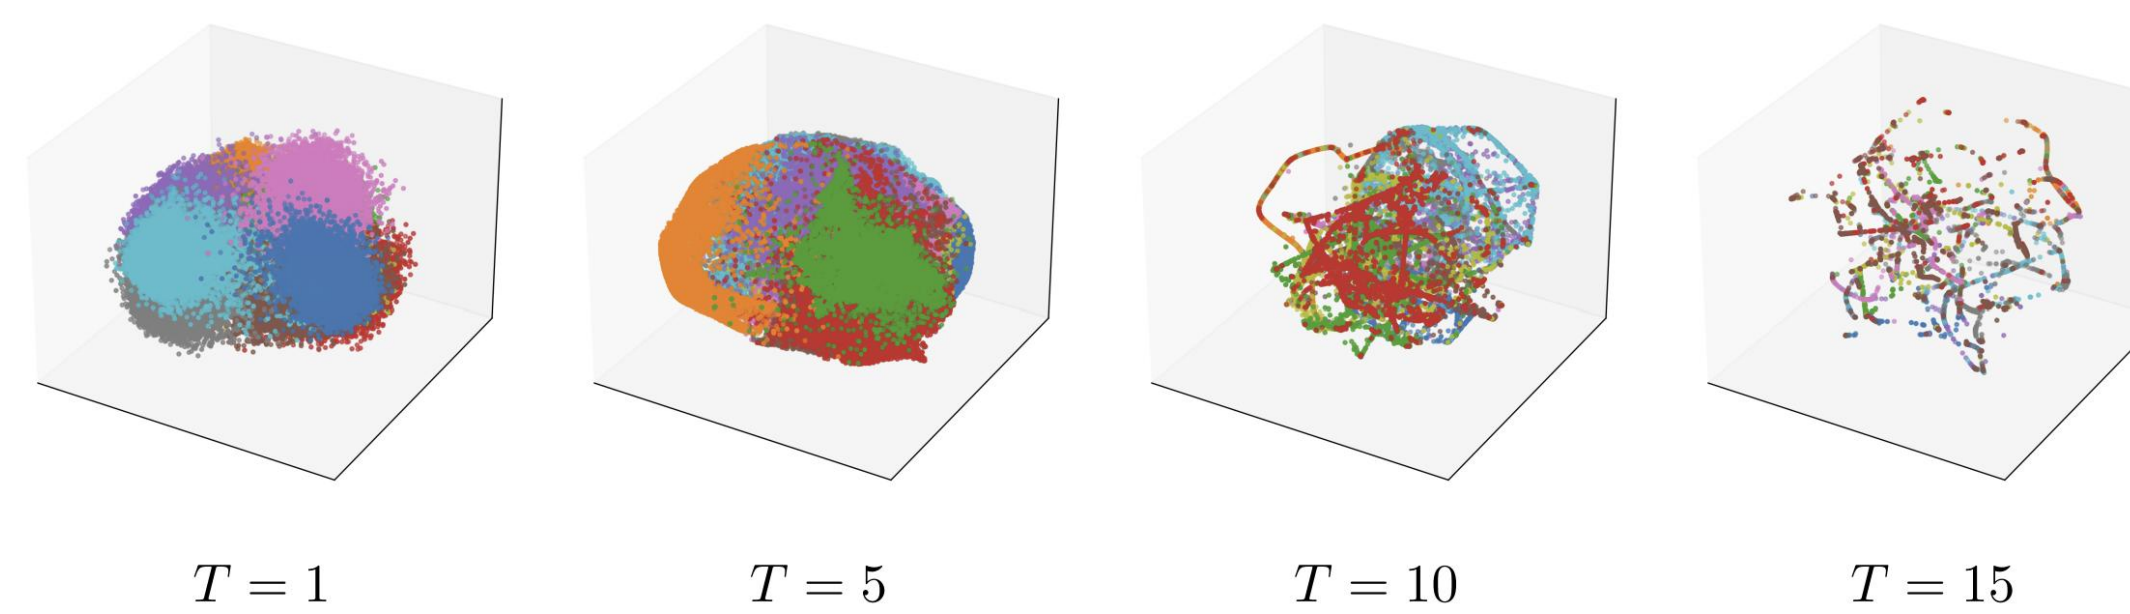 T = 1
T = 5
T = 10
T = 15